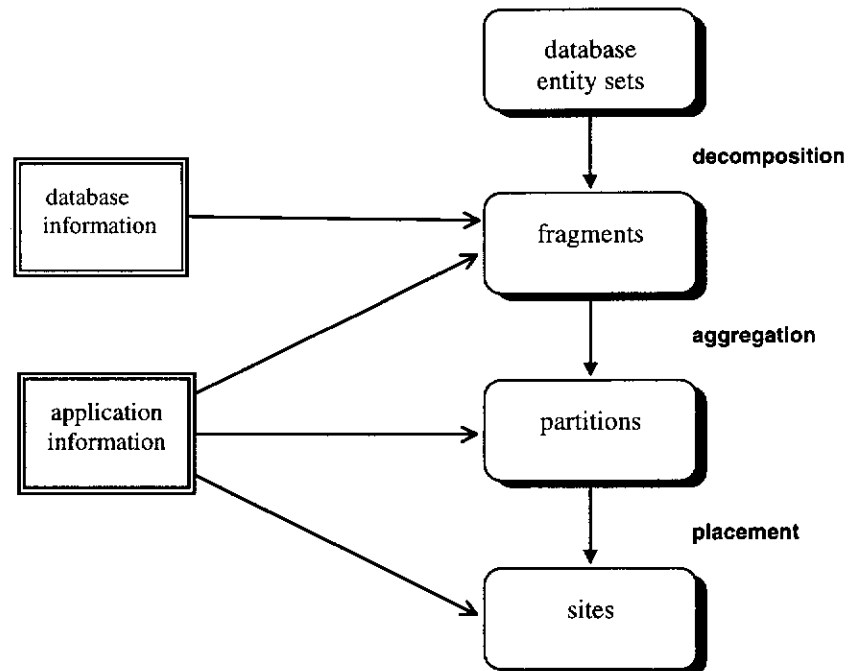 database
entity sets
decomposition
database
information
fragments
aggregation
application
information
partitions
placement
sites